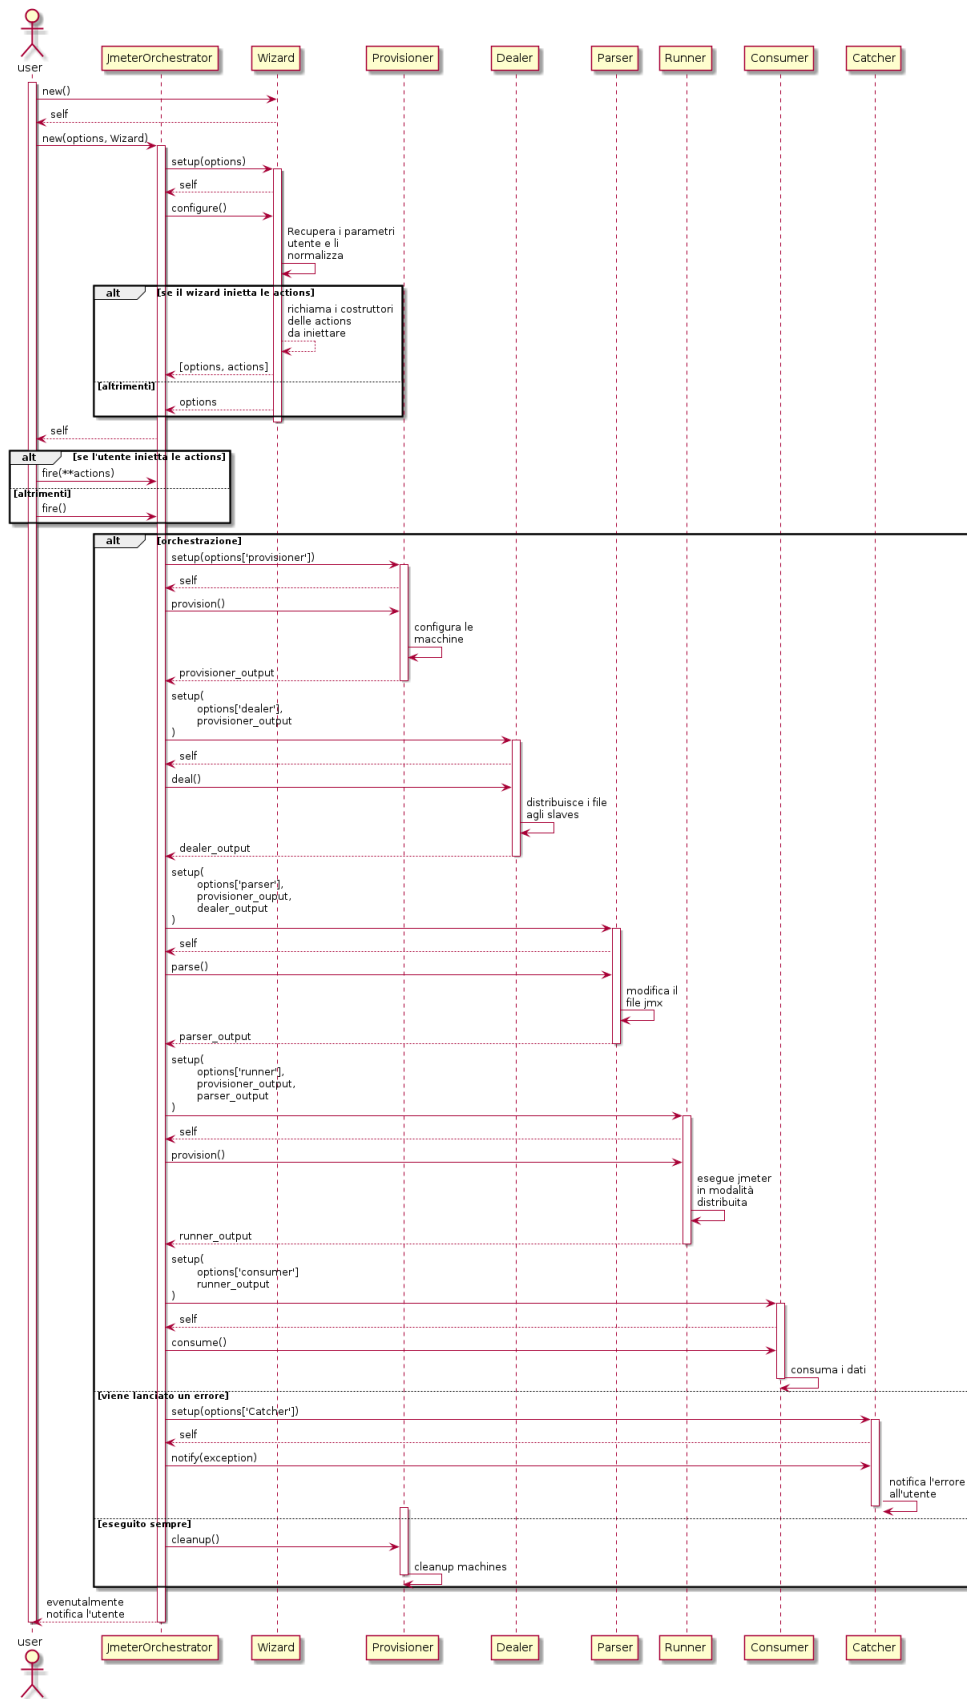 user
JmeterOrchestrator
Wizard
Provisioner
Dealer
Parser
Runner
Consumer
Catcher
new()
self
new(options, Wizard)
setup(options)
self
configure()
Recupera i parametri
utente e li
normalizza
alt
[se il wizard inietta le actions]
richiama i costruttori
delle actions
da iniettare
[options, actions]
[altrimenti]
options
self
alt
[se l'utente inietta le actions]
fire(**actions)
[altrimenti]
fire()
alt
[orchestrazione]
setup(options['provisioner'])
self
provision()
configura le
macchine
provisioner_output
setup(
options['dealer'],
provisioner_output
)
self
deal()
distribuisce i file
agli slaves
dealer_output
setup(
options['parser'],
provisioner_ouput,
dealer_output
)
self
parse()
modifica il
file jmx
parser_output
setup(
options['runner'],
provisioner_output,
parser_output
)
self
provision()
esegue jmeter
in modalità
distribuita
runner_output
setup(
options['consumer']
runner_output
)
self
consume()
consuma i dati
[viene lanciato un errore]
setup(options['Catcher'])
self
notify(exception)
notifica l'errore
all'utente
[eseguito sempre]
cleanup()
cleanup machines
evenutalmente
notifica l'utente
user
JmeterOrchestrator
Wizard
Provisioner
Dealer
Parser
Runner
Consumer
Catcher